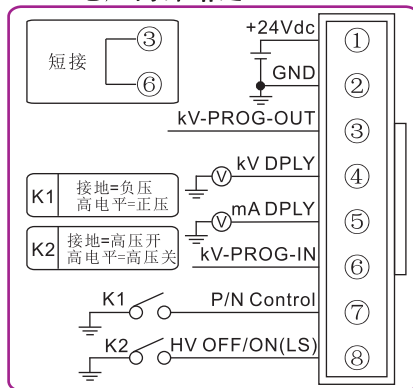 短接
③
⑥
+24Vdc
①
GND
②
kV-PROG-OUT
③
kV DPLY
V
④
K1
接地=负压
高电平=正压
mA DPLY
V
⑤
K2
接地=高压开
高电平=高压关
kV-PROG-IN
⑥
K1
P/N Control
⑦
K2
HV OFF/ON(LS)
⑧